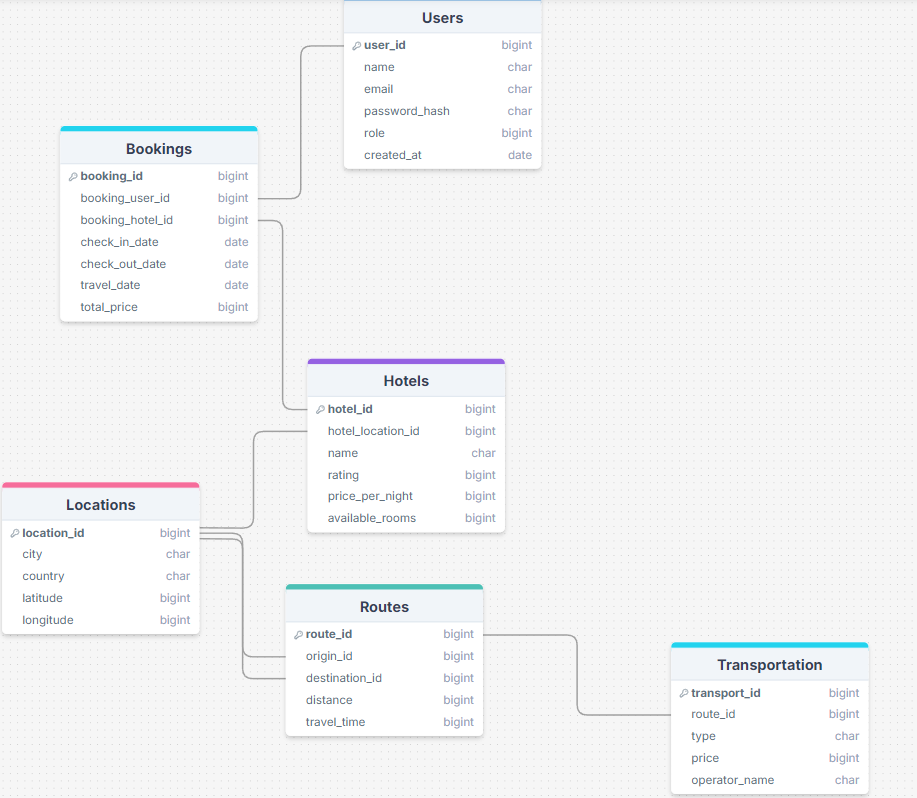 Users
user_id bigint
name char
email char
password_hash char
role bigint
created_at date
Bookings
booking_id bigint
booking_user_id bigint
booking_hotel_id bigint
check_in_date date
check_out_date date
travel_date date
total_price bigint
Hotels
hotel_id bigint
hotel_location_id bigint
name char
rating bigint
price_per_night bigint
available_rooms bigint
Locations
location_id bigint
city char
country char
latitude bigint
longitude bigint
Routes
route_id bigint
origin_id bigint
destination_id bigint
distance bigint
travel_time bigint
Transportation
transport_id bigint
route_id bigint
type char
price bigint
operator_name char